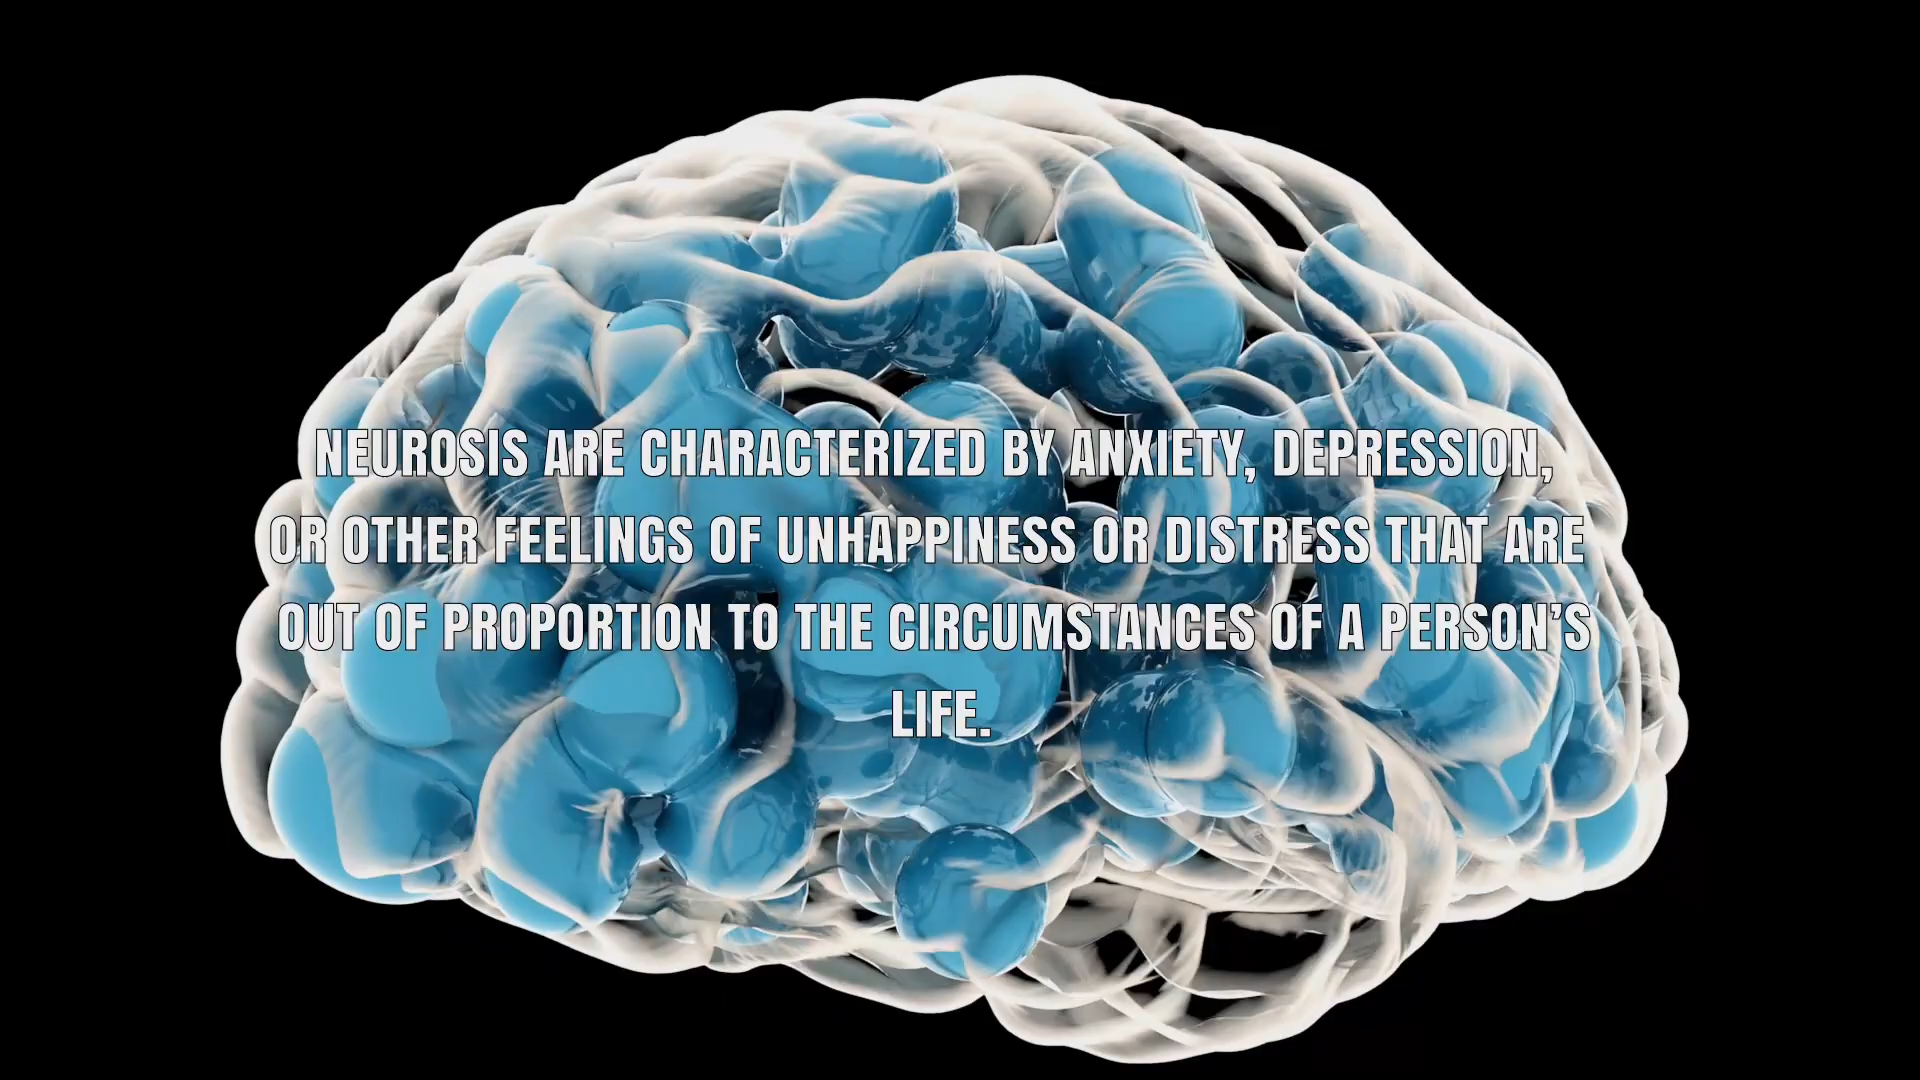 NEUROSIS ARE CHARACTERIZED BY ANXIETY, DEPRESSION,
OR OTHER FEELINGS OF UNHAPPINESS OR DISTRESS THAT ARE
OUT OF PROPORTION TO THE CIRCUMSTANCES OF A PERSON’S
LIFE.